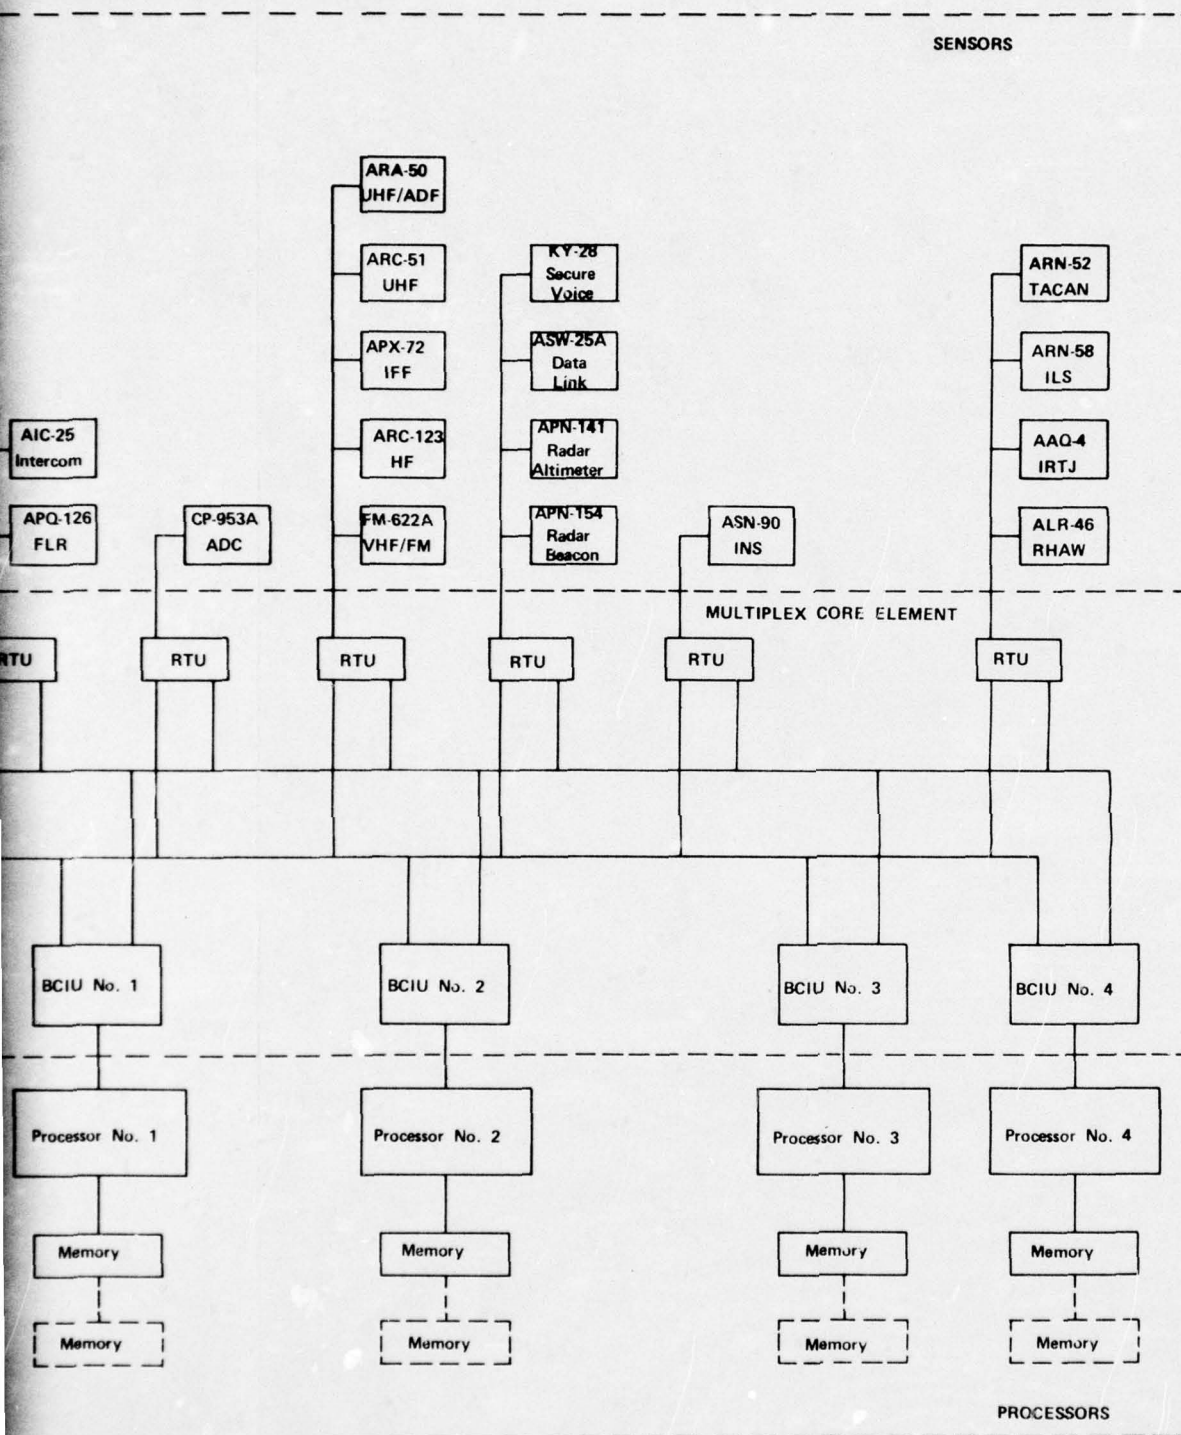 SENSORS
ARA-50
UHF/ADF
ARC-51
UHF
KY-28
Secure
Voice
ARN-52
TACAN
APX-72
IFF
ASW-25A
Data
Link
ARN-58
ILS
AIC-25
Intercom
ARC-123
HF
APN-141
Radar
Altimeter
AAQ-4
IRTJ
APQ-126
FLR
CP-953A
ADC
FM-622A
VHF/FM
APN-154
Radar
Beacon
ASN-90
INS
ALR-46
RHAW
MULTIPLEX CORE ELEMENT
RTU
RTU
RTU
RTU
RTU
RTU
BCIU No. 1
BCIU No. 2
BCIU No. 3
BCIU No. 4
Processor No. 1
Processor No. 2
Processor No. 3
Processor No. 4
Memory
Memory
Memory
Memory
Memory
Memory
Memory
Memory
PROCESSORS